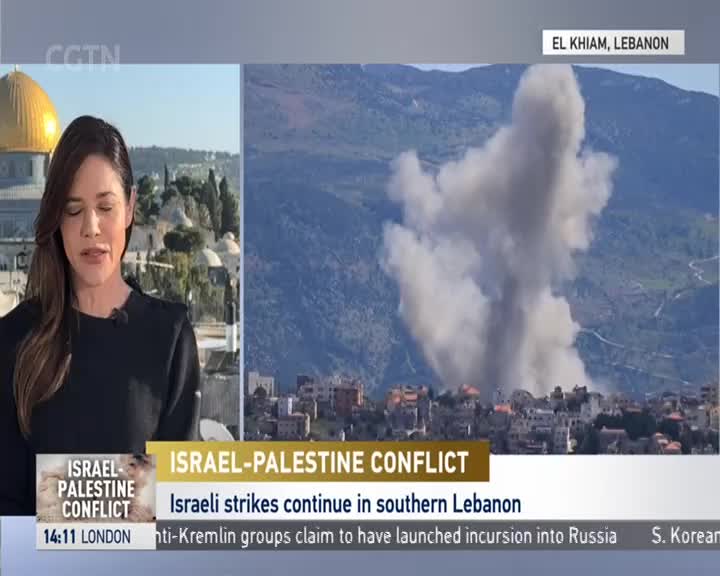 CGTN
EL KHIAM, LEBANON
ISRAEL-
PALESTINE
CONFLICT
ISRAEL-PALESTINE CONFLICT
Israeli strikes continue in southern Lebanon
14:11 LONDON
nti-Kremlin groups claim to have launched incursion into Russia S. Korean